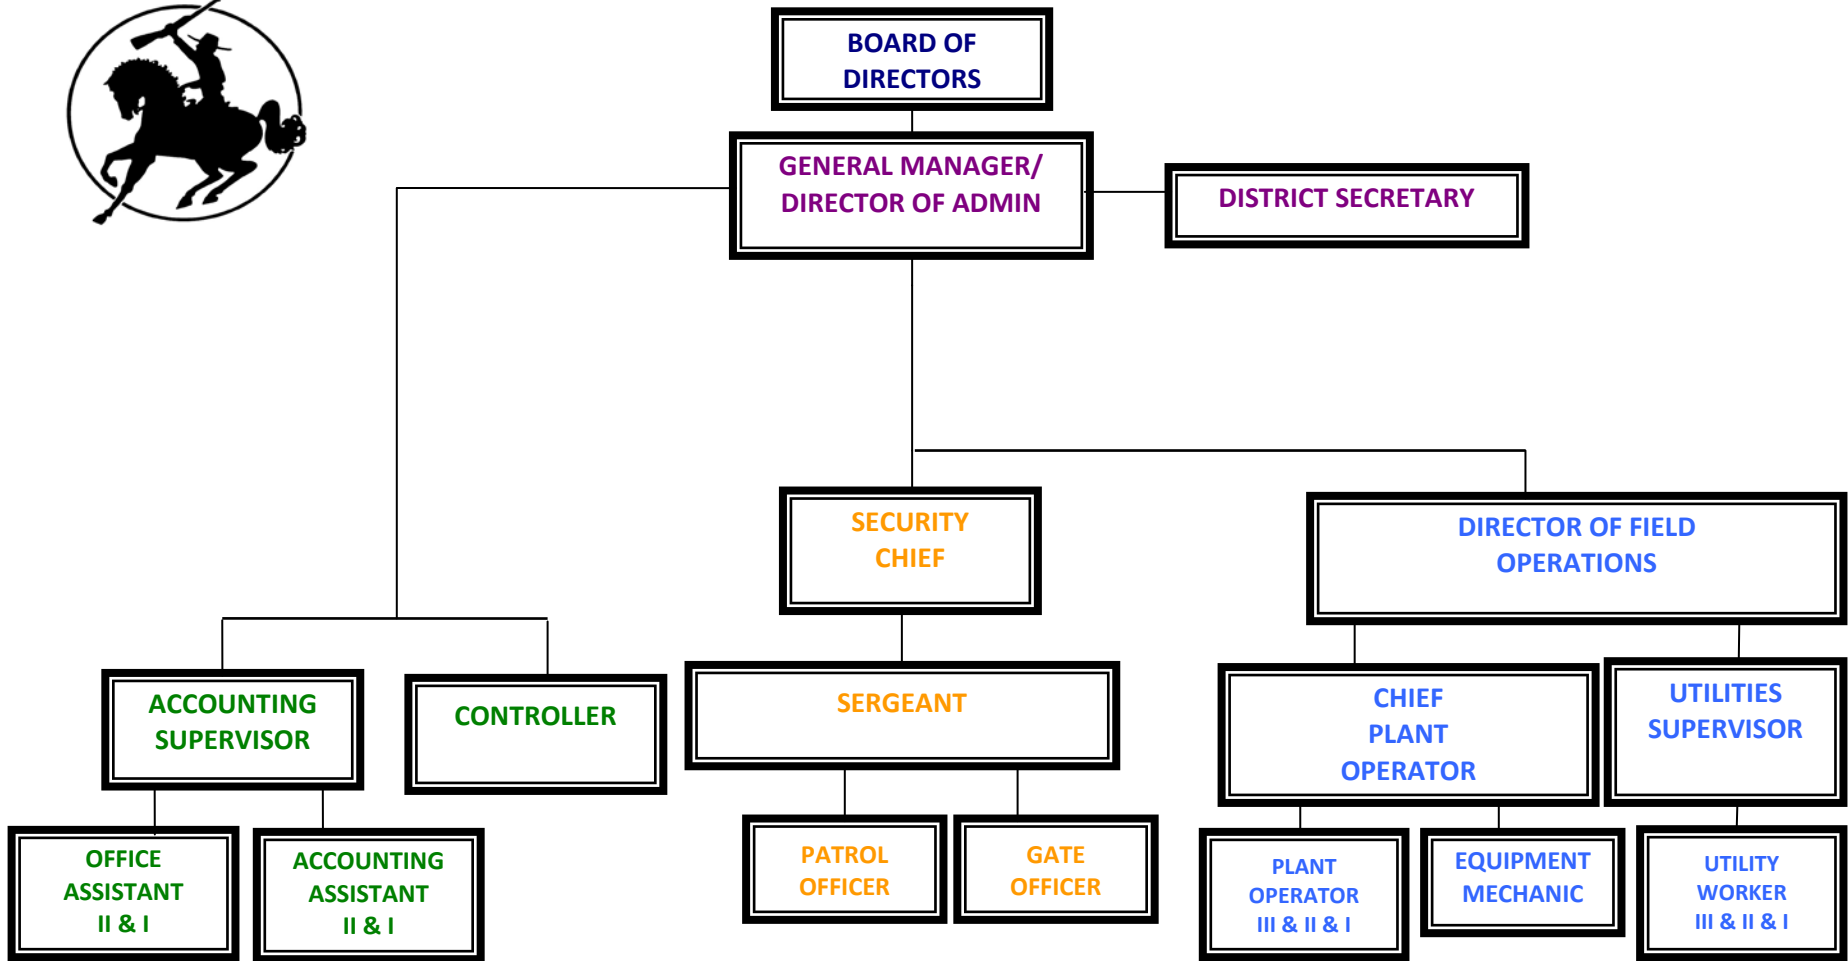 BOARD OF
DIRECTORS
GENERAL MANAGER/
DIRECTOR OF ADMIN
DISTRICT SECRETARY
SECURITY
CHIEF
DIRECTOR OF FIELD
OPERATIONS
ACCOUNTING
SUPERVISOR
CONTROLLER
SERGEANT
CHIEF
PLANT
OPERATOR
UTILITIES
SUPERVISOR
OFFICE
ASSISTANT
II & I
ACCOUNTING
ASSISTANT
II & I
PATROL
OFFICER
GATE
OFFICER
PLANT
OPERATOR
III & II & I
EQUIPMENT
MECHANIC
UTILITY
WORKER
III & II & I